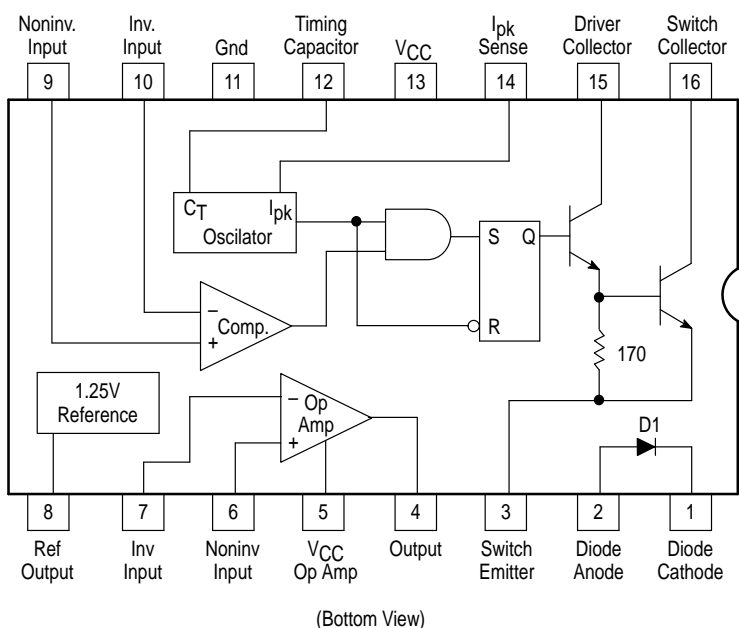 Noninv.
Input
Inv.
Input
Gnd
Timing
Capacitor
VCC
Ipk
Sense
Driver
Collector
Switch
Collector
9
10
11
12
13
14
15
16
CT
Ipk
Oscilator
S
Q
R
−
Comp.
+
170
1.25V
Reference
−
Op
Amp
+
D1
8
7
6
5
4
3
2
1
Ref
Output
Inv
Input
Noninv
Input
VCC
Op Amp
Output
Switch
Emitter
Diode
Anode
Diode
Cathode
(Bottom View)